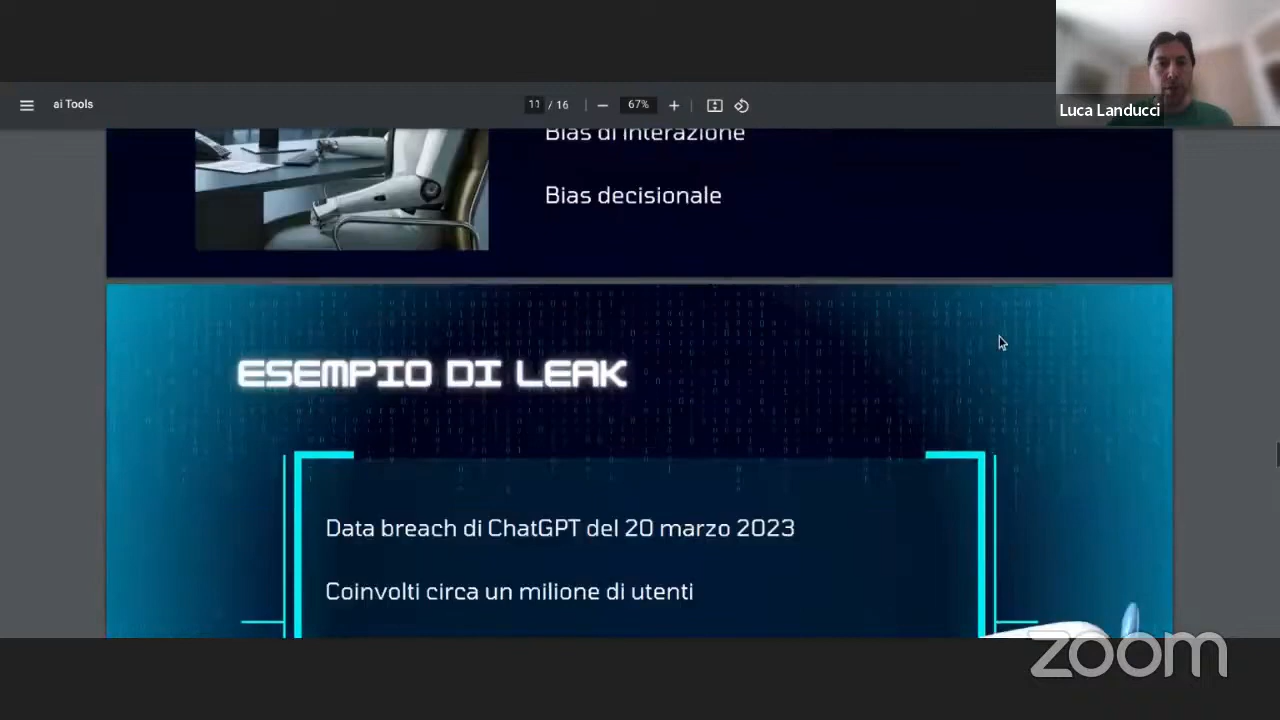 Luca Landucci
ai Tools
11 / 16
67%
Bias di interazione
Bias decisionale
ESEMPIO DI LEAK
Data breach di ChatGPT del 20 marzo 2023
Coinvolti circa un milione di utenti
zoom